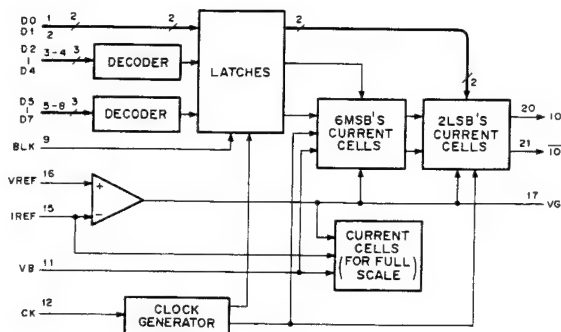 D0 1 2 2
D1 2
D2 3-4 3
D4
DECODER
LATCHES
2
D5 5-8 3
D7
DECODER
6MSB'S
CURRENT
CELLS
2LSB'S
CURRENT
CELLS
20 IO
21 IO
BLK 9
VREF 16
+
IREF 15
-
17 VG
CURRENT
CELLS
(FOR FULL
SCALE)
VB 11
CK 12
CLOCK
GENERATOR